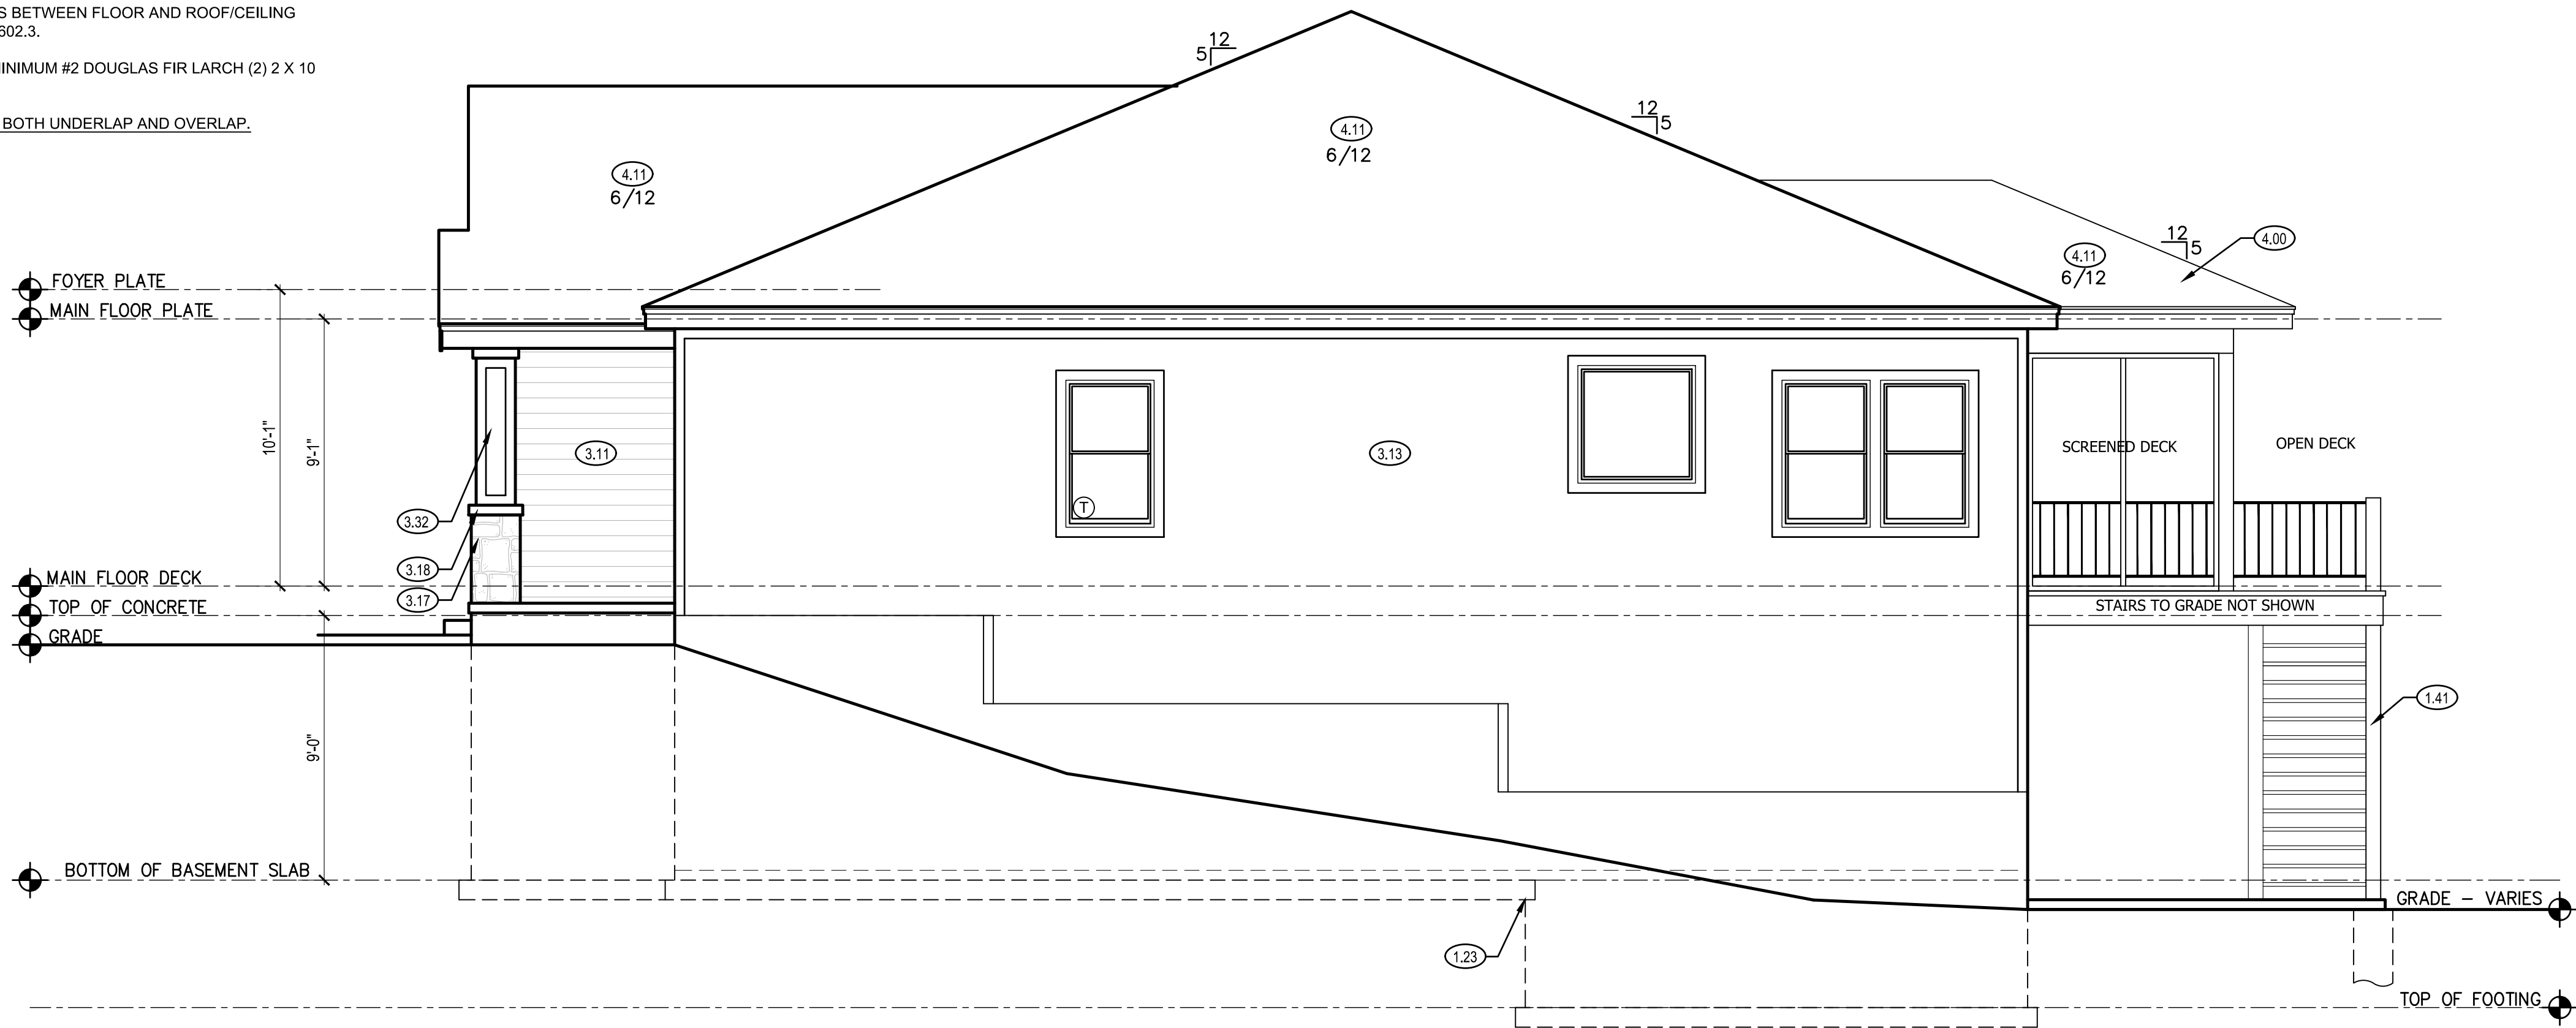 S BETWEEN FLOOR AND ROOF/CEILING
602.3.
MINIMUM #2 DOUGLAS FIR LARCH (2) 2 X 10
BOTH UNDERLAP AND OVERLAP.
12
5
12
5
4.11
6/12
4.11
6/12
12
5
4.00
4.11
6/12
FOYER PLATE
MAIN FLOOR PLATE
10'-1"
9'-1"
3.11
3.13
SCREENED DECK
OPEN DECK
T
3.32
3.18
3.17
MAIN FLOOR DECK
TOP OF CONCRETE
GRADE
STAIRS TO GRADE NOT SHOWN
1.41
9'-0"
BOTTOM OF BASEMENT SLAB
GRADE - VARIES
1.23
TOP OF FOOTING